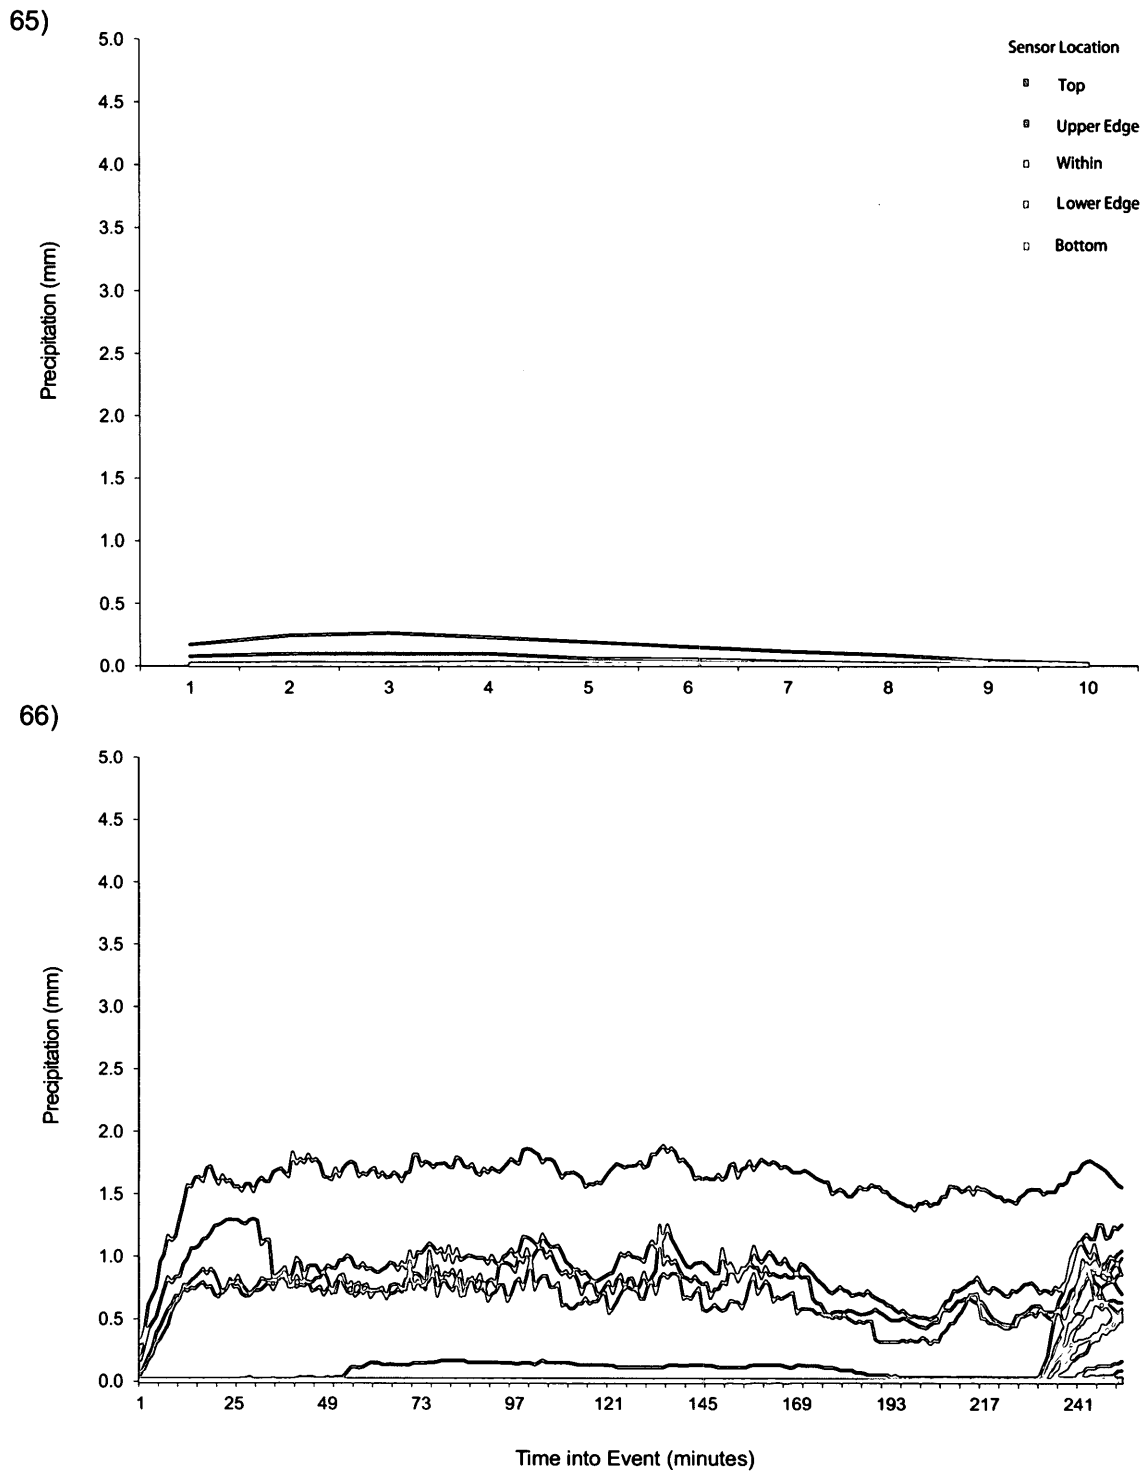 65)
5.0
4.5
4.0
3.5
3.0
2.5
2.0
1.5
1.0
0.5
0.0
Precipitation (mm)
Sensor Location
Top
Upper Edge
Within
Lower Edge
Bottom
1 2 3 4 5 6 7 8 9 10
66)
5.0
4.5
4.0
3.5
3.0
2.5
2.0
1.5
1.0
0.5
0.0
Precipitation (mm)
1 25 49 73 97 121 145 169 193 217 241
Time into Event (minutes)